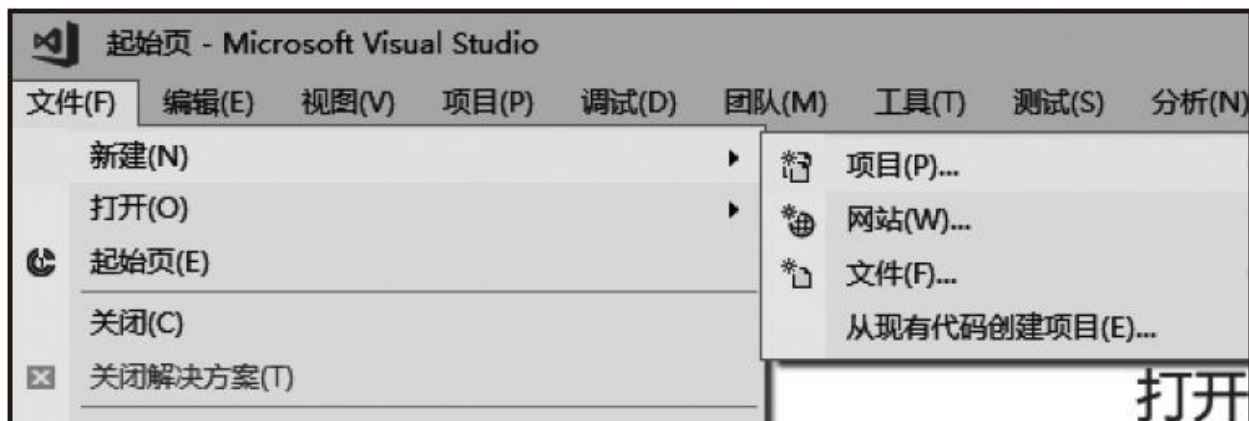 起始页 - Microsoft Visual Studio
文件(F) 编辑(E) 视图(V) 项目(P) 调试(D) 团队(M) 工具(T) 测试(S) 分析(N)
新建(N)
打开(O)
起始页(E)
关闭(C)
关闭解决方案(T)
项目(P)...
网站(W)...
文件(F)...
从现有代码创建项目(E)...
打开